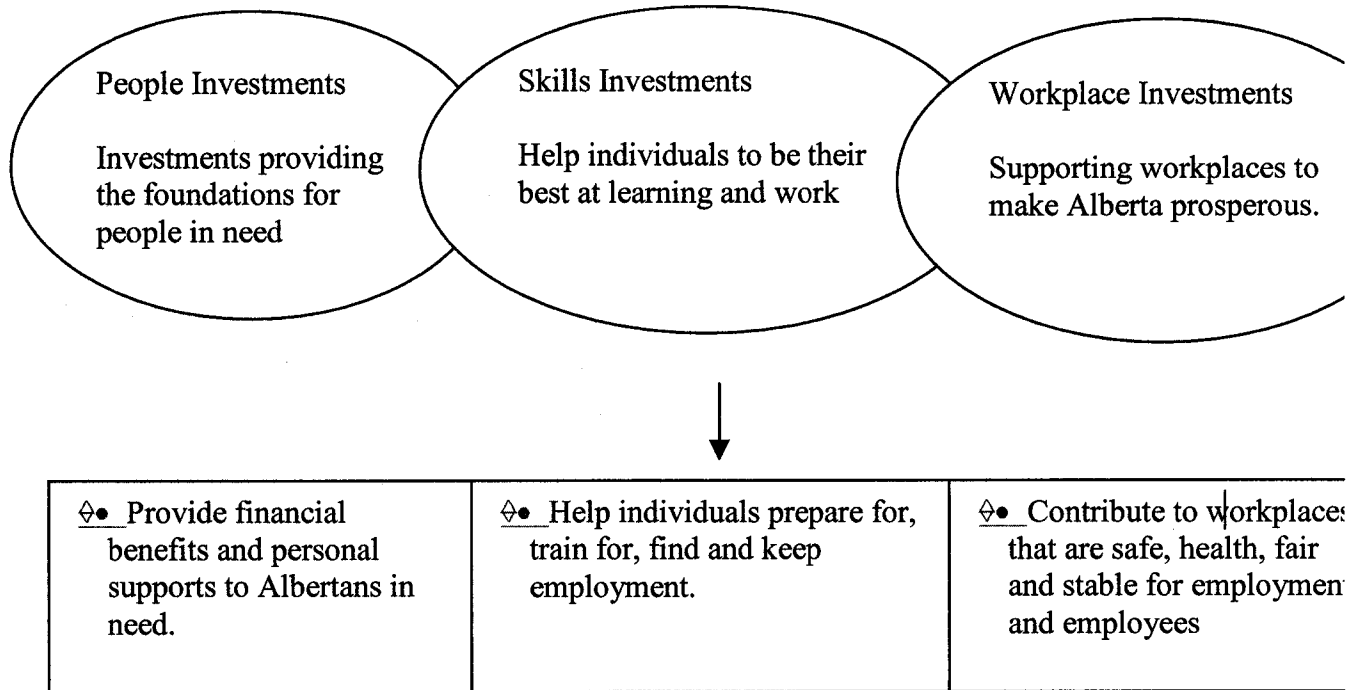 People Investments
Investments providing
the foundations for
people in need
Skills Investments
Help individuals to be their
best at learning and work
Workplace Investments
Supporting workplaces to
make Alberta prosperous.
Provide financial
benefits and personal
supports to Albertans in
need.
Help individuals prepare for,
train for, find and keep
employment.
Contribute to workplaces
that are safe, health, fair
and stable for employment
and employees